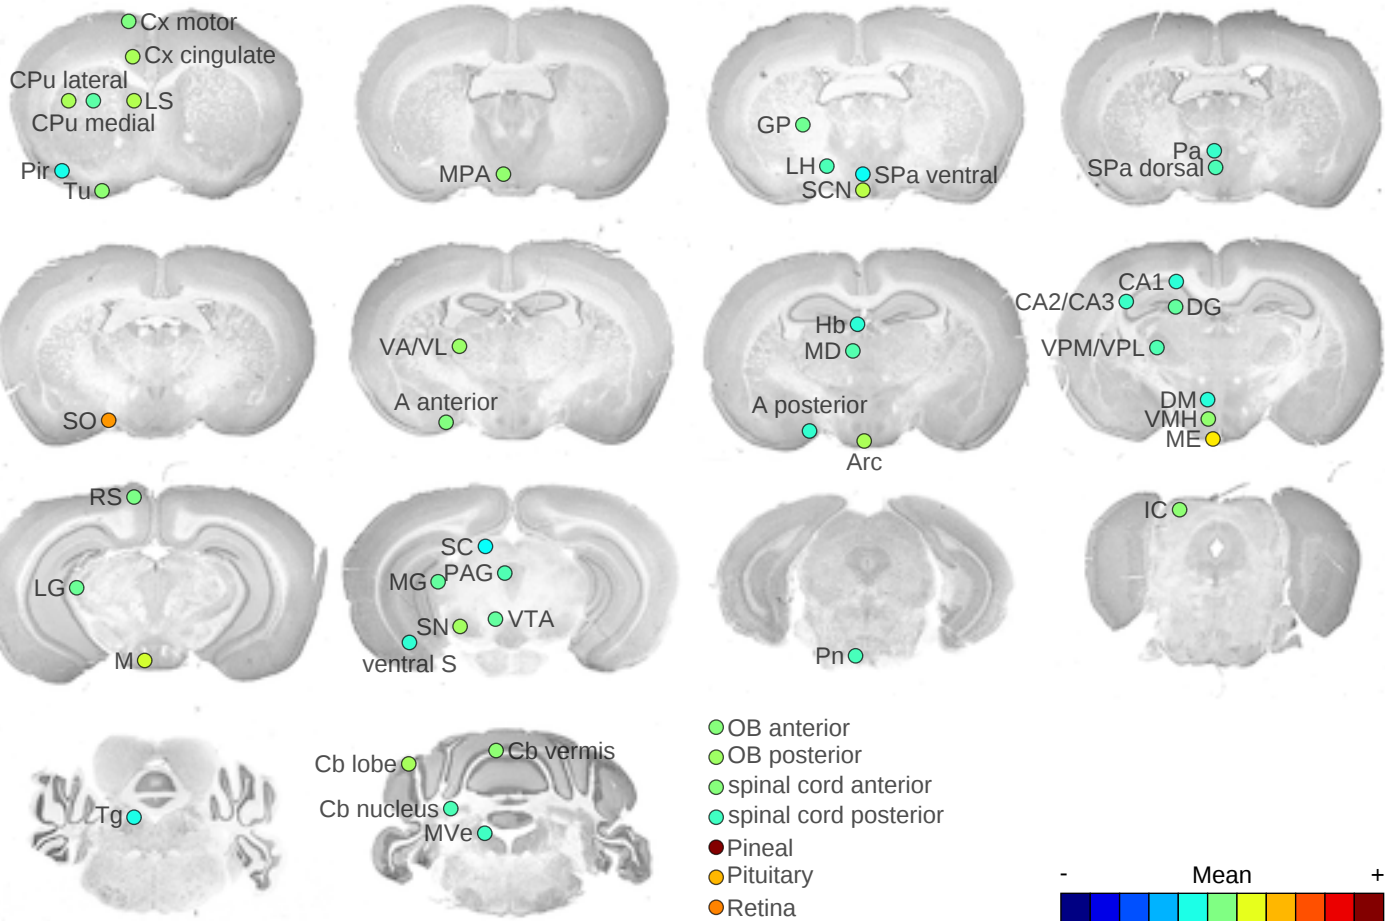 Cx motor
Cx cingulate
CPu lateral
LS
CPu medial
Pir
Tu
MPA
GP
LH
SPa ventral
SCN
Pa
SPa dorsal
SO
VA/VL
A anterior
Hb
MD
A posterior
Arc
CA1
CA2/CA3
DG
VPM/VPL
DM
VMH
ME
RS
LG
M
SC
PAG
MG
VTA
SN
ventral S
Pn
IC
Tg
Cb vermis
Cb lobe
Cb nucleus
MVe
OB anterior
OB posterior
spinal cord anterior
spinal cord posterior
Pineal
Pituitary
Retina
- Mean +